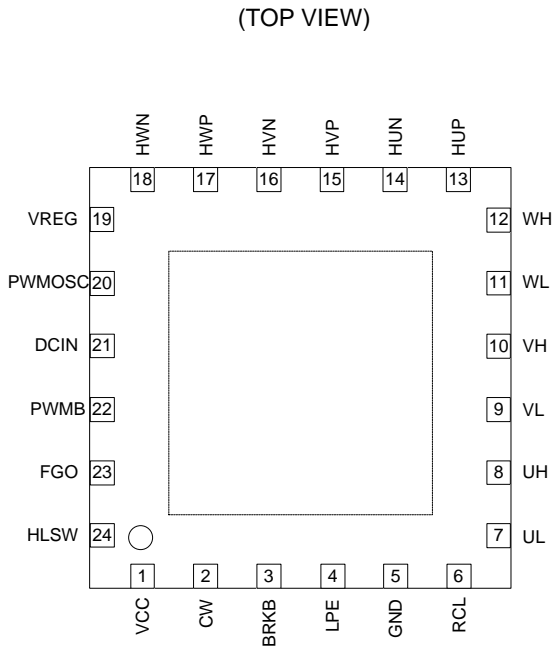 (TOP VIEW)
HWN HWP HVN HVP HUN HUP
18 17 16 15 14 13
VREG 19 12 WH
PWMOSC 20 11 WL
DCIN 21 10 VH
PWMB 22 9 VL
FGO 23 8 UH
HLSW 24 7 UL
1 2 3 4 5 6
VCC CW BRKB LPE GND RCL